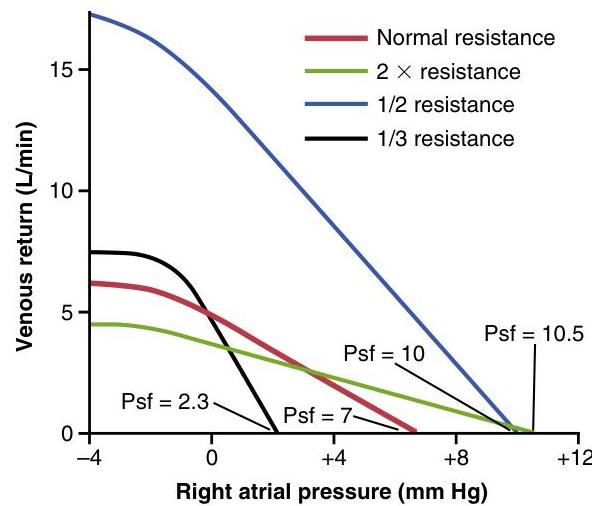 Normal resistance
2 × resistance
1/2 resistance
1/3 resistance
Venous return (L/min)
15
10
5
0
Psf = 10.5
Psf = 10
Psf = 2.3
Psf = 7
–4
0
+4
+8
+12
Right atrial pressure (mm Hg)